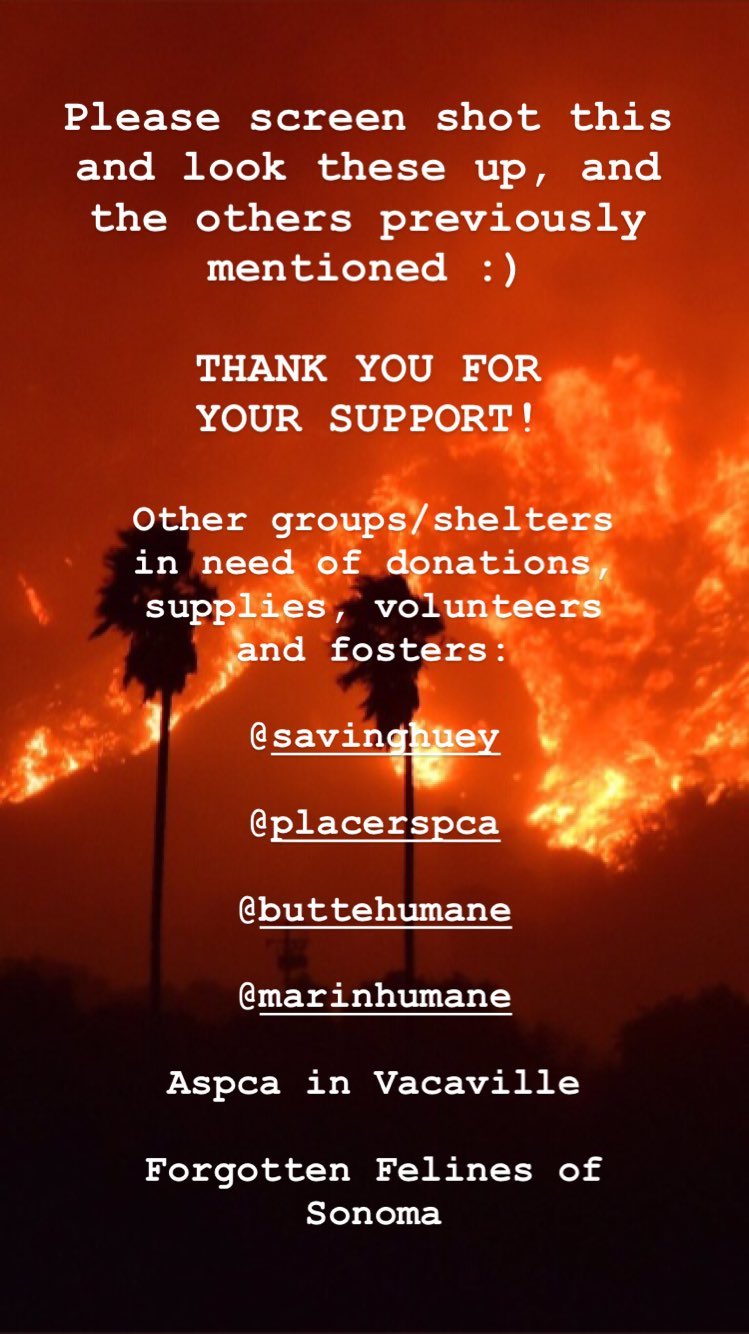 Please screen shot this
and look these up, and
the others previously
mentioned :)
THANK YOU FOR
YOUR SUPPORT!
Other groups/shelters
in need of donations,
supplies, volunteers
and fosters:
@savinghuey
@placerspca
@buttehumane
@marinhumane
Aspca in Vacaville
Forgotten Felines of
Sonoma